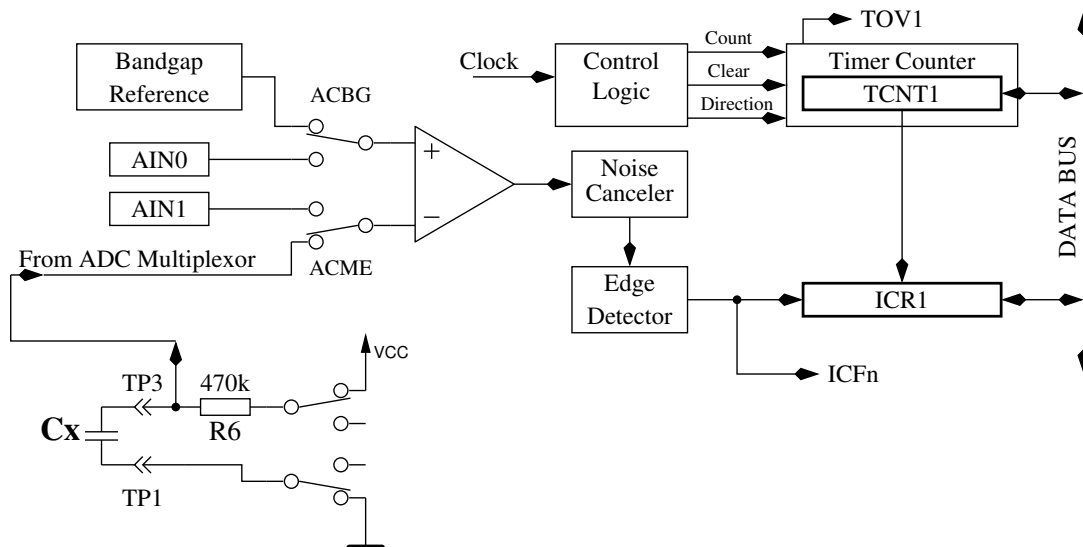 TOV1
Bandgap
Reference
Clock
Control
Logic
Count
Clear
Direction
Timer Counter
TCNT1
ACBG
AIN0
AIN1
+
−
Noise
Canceler
DATA BUS
From ADC Multiplexor
ACME
Edge
Detector
ICR1
ICFn
VCC
TP3
470k
Cx
R6
TP1